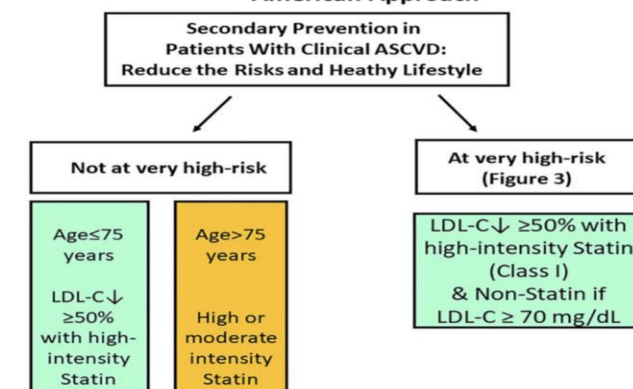 Secondary Prevention in
Patients With Clinical ASCVD:
Reduce the Risks and Heathy Lifestyle
Not at very high-risk
At very high-risk
(Figure 3)
Age≤75
years
LDL-C↓
≥50%
with high-
intensity
Statin
Age>75
years
High or
moderate
intensity
Statin
LDL-C↓ ≥50% with
high-intensity Statin
(Class I)
& Non-Statin if
LDL-C ≥ 70 mg/dL